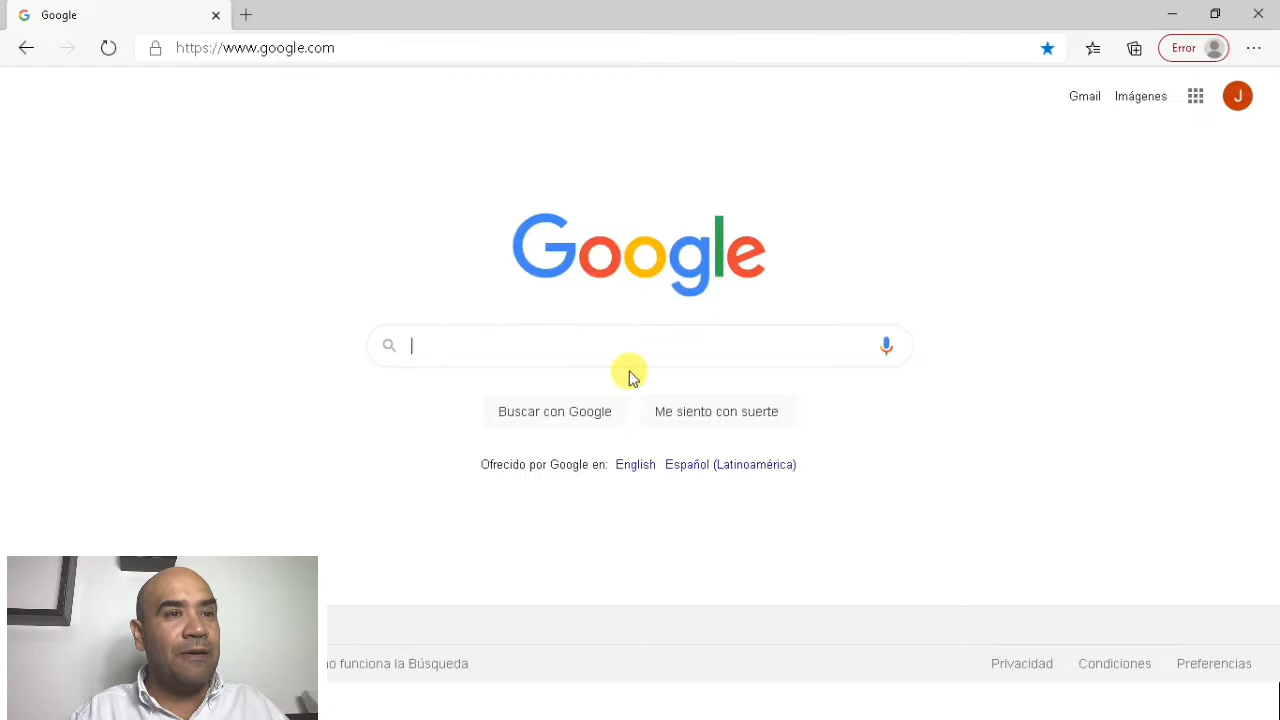 Google
https://www.google.com
Error
Gmail Imágenes
J
Google
Buscar con Google Me siento con suerte
Ofrecido por Google en: English Español (Latinoamérica)
funciona la Búsqueda
Privacidad Condiciones Preferencias